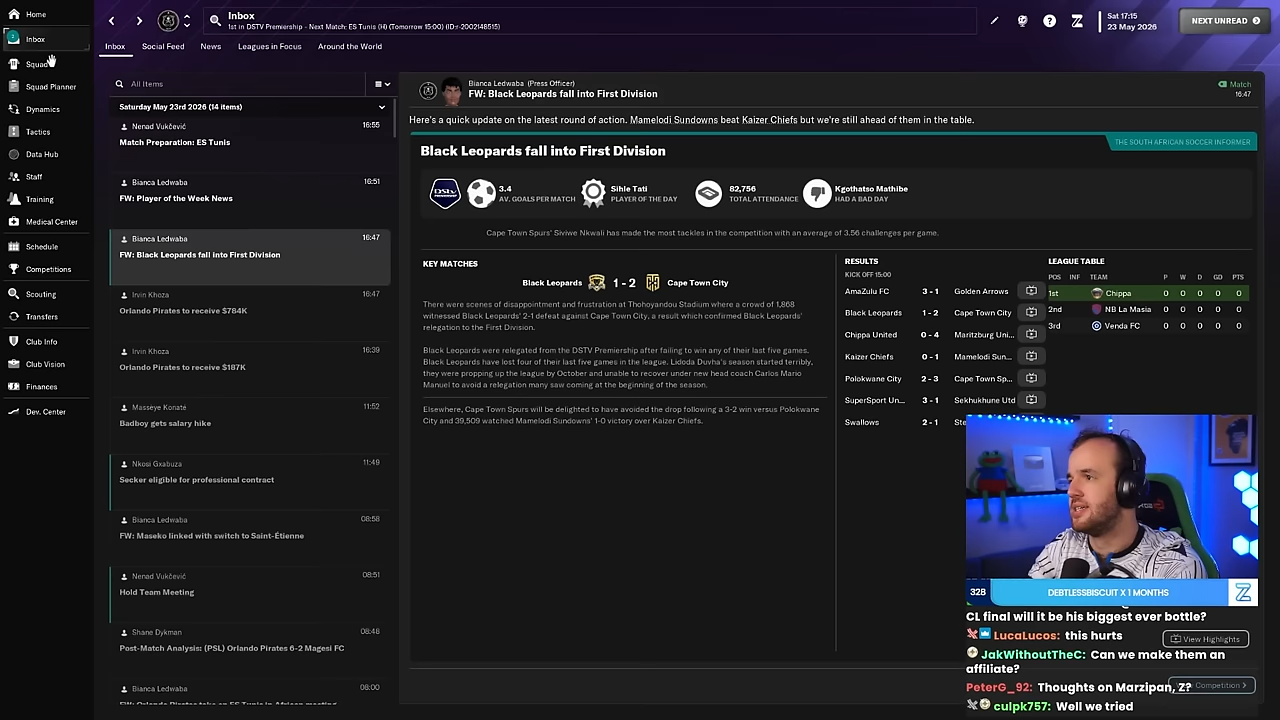 Home
Inbox
Squad
Squad Planner
Dynamics
Tactics
Data Hub
Staff
Training
Medical Center
Schedule
Competitions
Scouting
Transfers
Club Info
Club Vision
Finances
Dev. Center
Inbox
1st in DSTV Premiership - Next Match: ES Tunis (H) (Tomorrow 15:00) (ID:r-2002148515)
Sat 17:15
23 May 2026
NEXT UNREAD
Inbox
Social Feed
News
Leagues in Focus
Around the World
All Items
Saturday May 23rd 2026 (14 items)
Nenad Vukčević 16:55
Match Preparation: ES Tunis
Bianca Ledwaba 16:51
FW: Player of the Week News
Bianca Ledwaba 16:47
FW: Black Leopards fall into First Division
Irvin Khoza 16:47
Orlando Pirates to receive $784K
Irvin Khoza 16:39
Orlando Pirates to receive $187K
Masseye Konaté 11:52
Badboy gets salary hike
Nkosi Gxabuza 11:49
Secker eligible for professional contract
Bianca Ledwaba 08:58
FW: Maseko linked with switch to Saint-Étienne
Nenad Vukčević 08:51
Hold Team Meeting
Shane Dykman 08:46
Post-Match Analysis: (PSL) Orlando Pirates 6-2 Magesi FC
Bianca Ledwaba 08:00
FW: Orlando Pirates take on ES Tunis in African meeting
Bianca Ledwaba (Press Officer)
FW: Black Leopards fall into First Division
Match
16:47
Here's a quick update on the latest round of action. Mamelodi Sundowns beat Kaizer Chiefs but we're still ahead of them in the table.
THE SOUTH AFRICAN SOCCER INFORMER
Black Leopards fall into First Division
DStv
3.4
AV. GOALS PER MATCH
Sihle Tati
PLAYER OF THE DAY
82,756
TOTAL ATTENDANCE
Kgothatso Mathibe
HAD A BAD DAY
Cape Town Spurs' Siviwe Nkwali has made the most tackles in the competition with an average of 3.56 challenges per game.
KEY MATCHES
Black Leopards 1 - 2 Cape Town City
There were scenes of disappointment and frustration at Thohoyandou Stadium where a crowd of 1,868
witnessed Black Leopards' 2-1 defeat against Cape Town City, a result which confirmed Black Leopards'
relegation to the First Division.
Black Leopards were relegated from the DSTV Premiership after failing to win any of their last five games.
Black Leopards have lost four of their last five games in the league. Lidoda Duvha's season started terribly,
they were propping up the league by October and unable to recover under new head coach Carlos Mario
Manuel to avoid a relegation many saw coming at the beginning of the season.
Elsewhere, Cape Town Spurs will be delighted to have avoided the drop following a 3-2 win versus Polokwane
City and 39,509 watched Mamelodi Sundowns' 1-0 victory over Kaizer Chiefs.
RESULTS
KICK OFF 15:00
AmaZulu FC 3 - 1 Golden Arrows
Black Leopards 1 - 2 Cape Town City
Chippa United 0 - 4 Maritzburg Uni...
Kaizer Chiefs 0 - 1 Mamelodi Sun...
Polokwane City 2 - 3 Cape Town Sp...
SuperSport Un... 3 - 1 Sekhukhune Utd
Swallows 2 - 1
LEAGUE TABLE
POS INF TEAM P W D GD PTS
1st Chippa 0 0 0 0 0
2nd NB La Masia 0 0 0 0 0
3rd Venda FC 0 0 0 0 0
328 DEBTLESSBISCUIT X 1 MONTHS
CL final will it be his biggest ever bottle?
LucaLucos: this hurts
View Highlights
JakWithoutTheC: Can we make them an
affiliate?
PeterG_92: Thoughts on Marzipan, Z?
Competition
culpk757: Well we tried